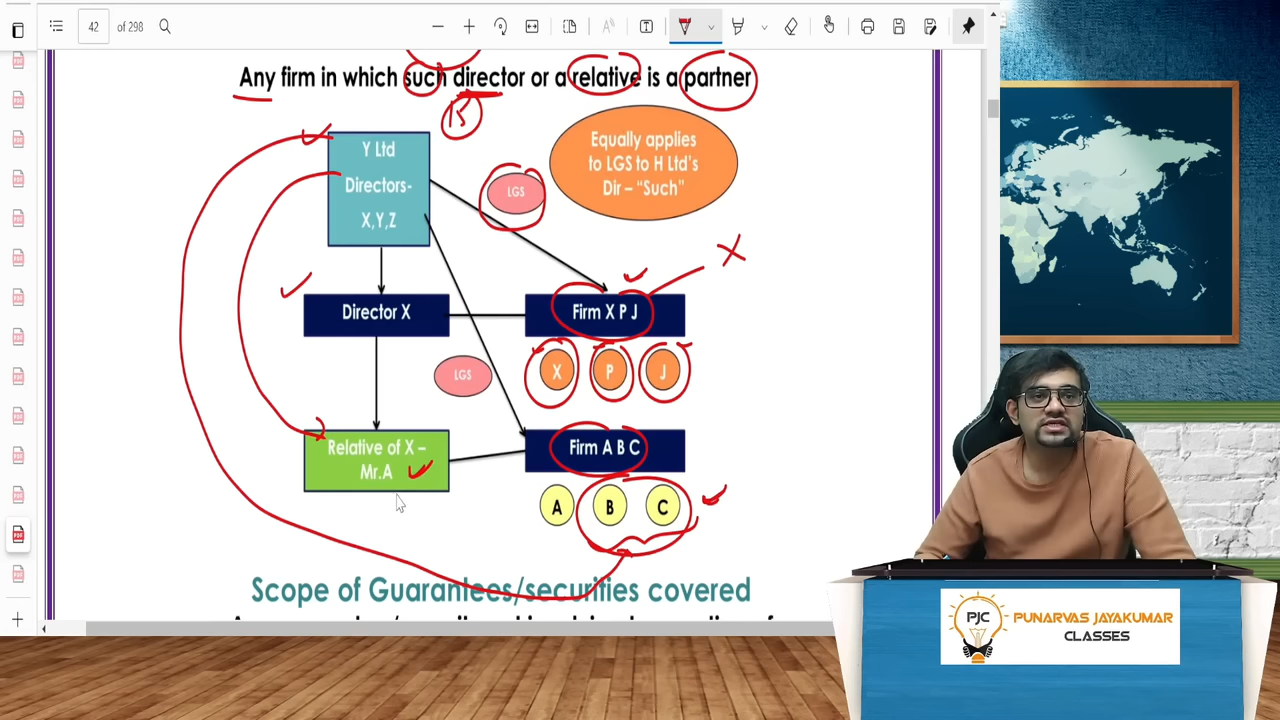 42
of 298
Any firm in which such director or a relative is a partner
15
Y Ltd
Directors-
X,Y,Z
LGS
Equally applies
to LGS to H Ltd's
Dir – "Such"
X
Director X
Firm X P J
X P J
LGS
Relative of X –
Mr.A
Firm A B C
A B C
Scope of Guarantees/securities covered
PJC
PUNARVAS JAYAKUMAR
CLASSES